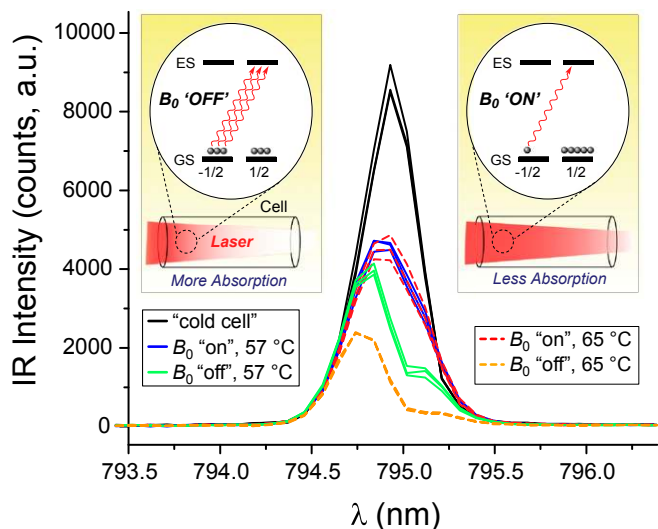 10000
8000
6000
4000
2000
0
IR Intensity (counts, a.u.)
793.5
794.0
794.5
795.0
795.5
796.0
λ (nm)
ES
B0 ‘OFF’
GS
-1/2
1/2
Cell
Laser
More Absorption
ES
B0 ‘ON’
GS
-1/2
1/2
Less Absorption
“cold cell”
B0 “on”, 57 °C
B0 “off”, 57 °C
B0 “on”, 65 °C
B0 “off”, 65 °C